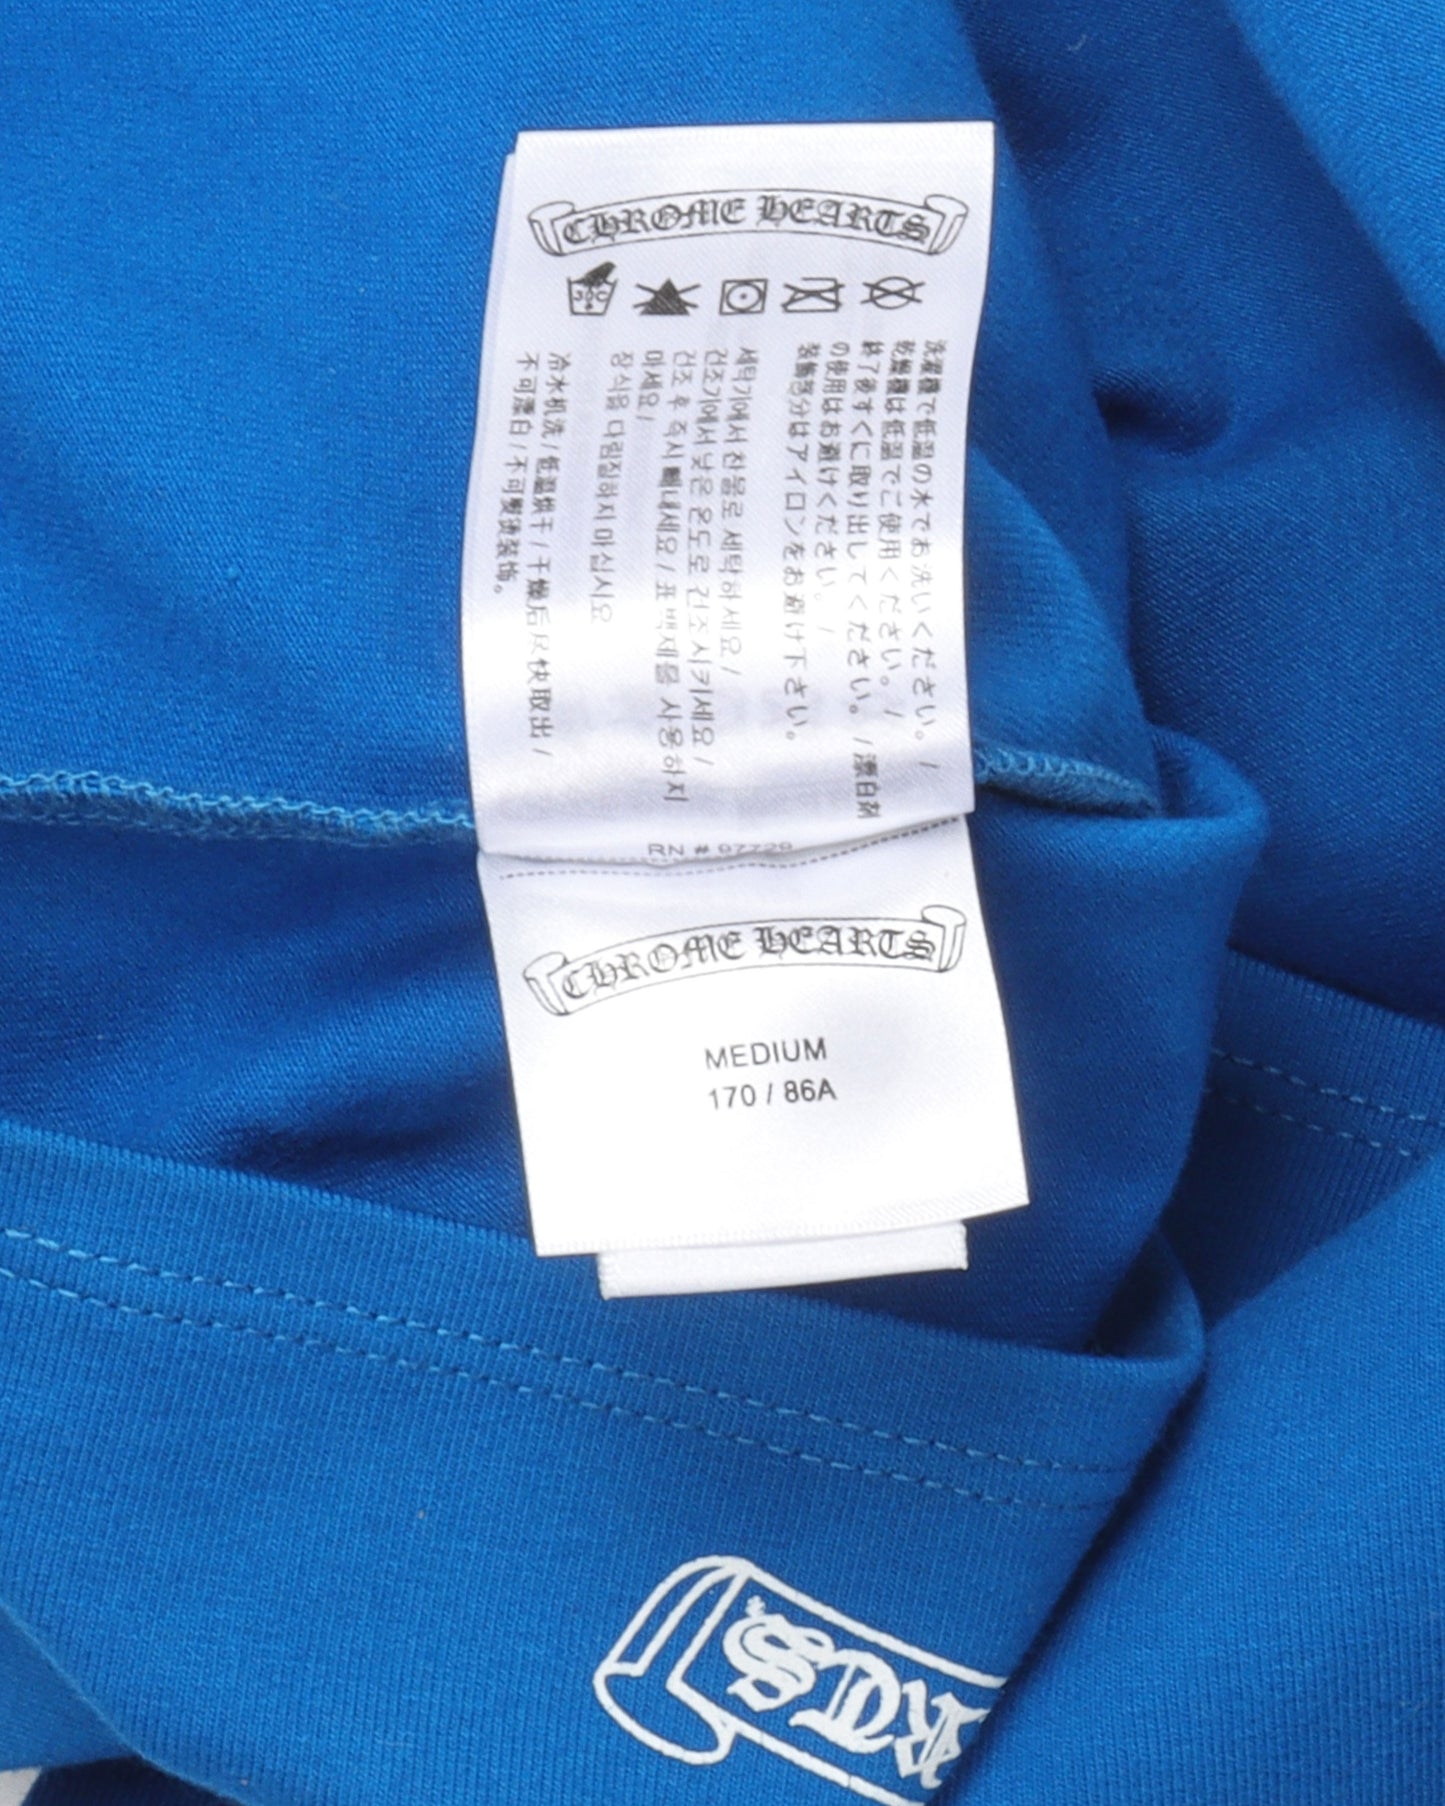 CHROME HEARTS
洗濯機で低温の水でお洗いください。/
乾燥機は低温でご使用ください。/
終了後すぐに取り出してください。/漂白剤
の使用はお避けください。/
装飾部分はアイロンをお避け下さい。
세탁기에서 찬물로 세탁하세요/
건조기에서 낮은 온도로 건조 시키세요/
건조 후 즉시 빼내세요/표백제를 사용하지
마세요/
장식을 다림질하지 마십시요
冷水机洗/低温烘干/干燥后尽快取出/
不可漂白/不可熨烫装饰。
RN # 97729
CHROME HEARTS
MEDIUM
170 / 86A
RTS